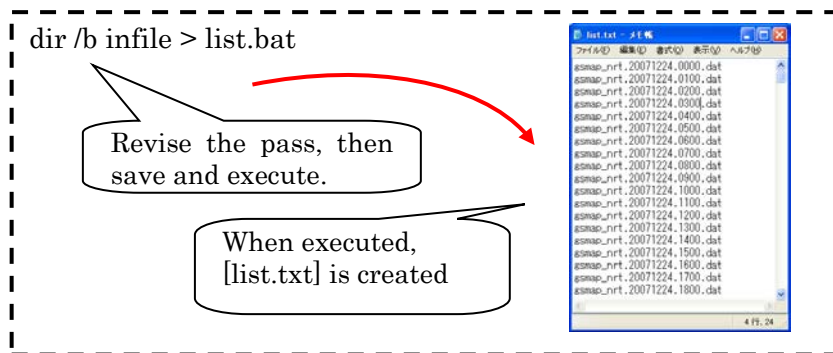 dir /b infile > list.bat
Revise the pass, then
save and execute.
When executed,
[list.txt] is created
list.txt - メモ帳
ファイル(F) 編集(E) 書式(O) 表示(V) ヘルプ(H)
gsmap_nrt.20071224.0000.dat
gsmap_nrt.20071224.0100.dat
gsmap_nrt.20071224.0200.dat
gsmap_nrt.20071224.0300.dat
gsmap_nrt.20071224.0400.dat
gsmap_nrt.20071224.0500.dat
gsmap_nrt.20071224.0600.dat
gsmap_nrt.20071224.0700.dat
gsmap_nrt.20071224.0800.dat
gsmap_nrt.20071224.0900.dat
gsmap_nrt.20071224.1000.dat
gsmap_nrt.20071224.1100.dat
gsmap_nrt.20071224.1200.dat
gsmap_nrt.20071224.1300.dat
gsmap_nrt.20071224.1400.dat
gsmap_nrt.20071224.1500.dat
gsmap_nrt.20071224.1600.dat
gsmap_nrt.20071224.1700.dat
gsmap_nrt.20071224.1800.dat
4 行, 24